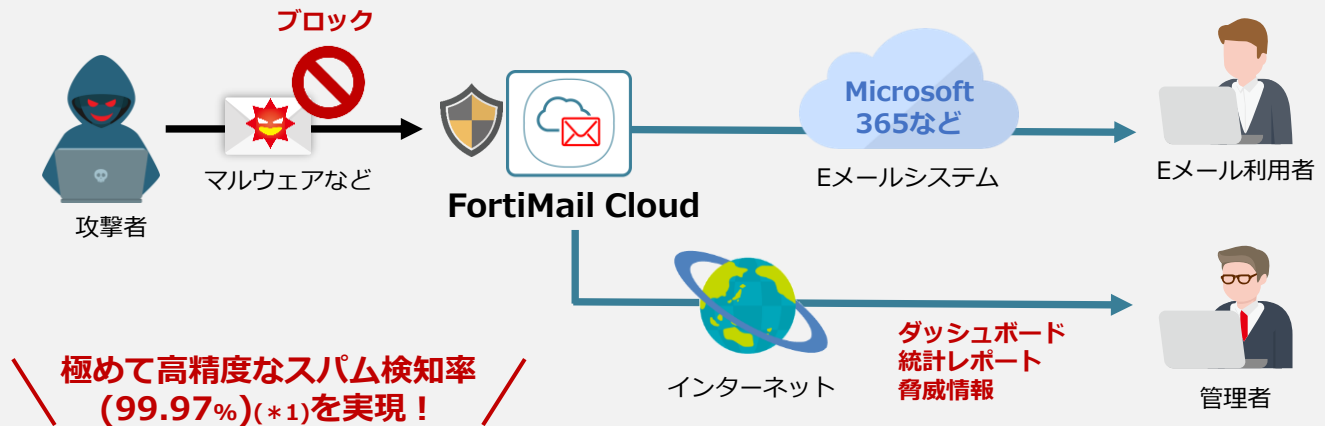 ブロック
Microsoft
365など
マルウェアなど
Eメールシステム
Eメール利用者
攻撃者
FortiMail Cloud
ダッシュボード
統計レポート
脅威情報
インターネット
管理者
極めて高精度なスパム検知率
(99.97%)(*1)を実現！